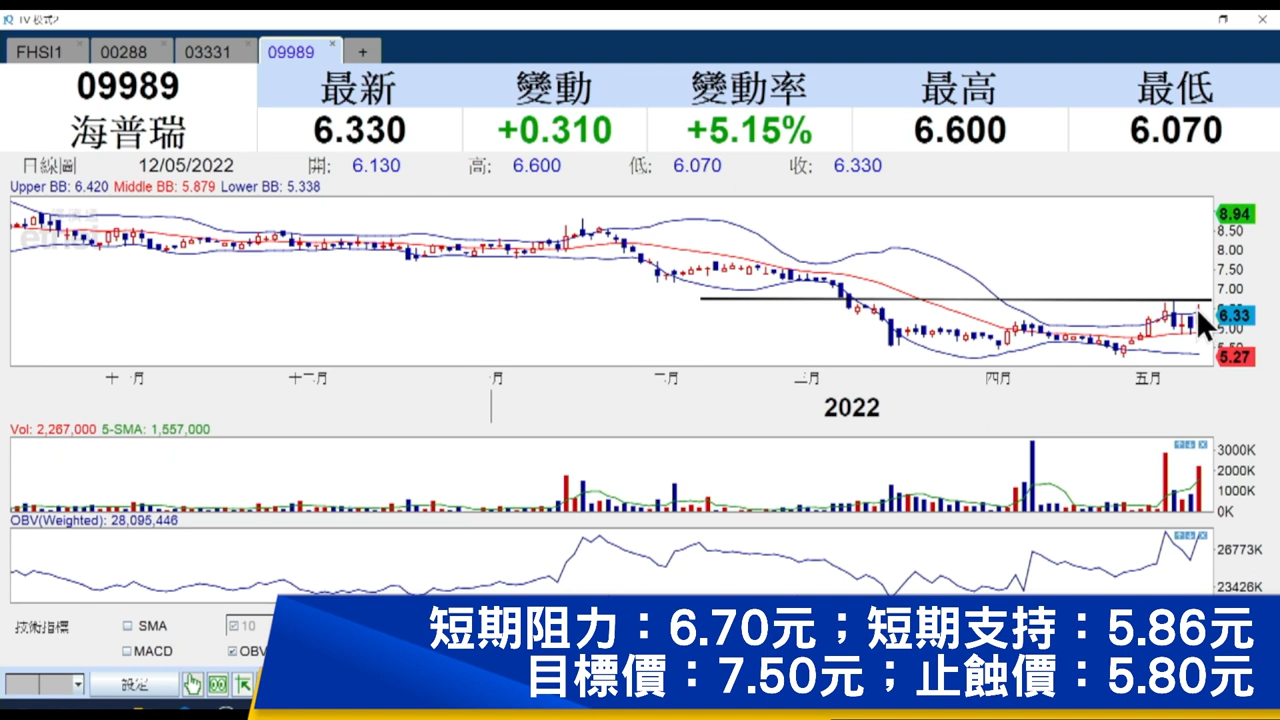 TV 模式2
FHSI1 00288 03331 09989 +
09989 最新 變動 變動率 最高 最低
海普瑞 6.330 +0.310 +5.15% 6.600 6.070
日線圖 12/05/2022 開: 6.130 高: 6.600 低: 6.070 收: 6.330
Upper BB: 6.420 Middle BB: 5.879 Lower BB: 5.338
8.94
8.50
8.00
7.50
7.00
6.33
5.27
十一月 十二月 一月 二月 三月 四月 五月
2022
Vol: 2,267,000 5-SMA: 1,557,000
3000K
2000K
1000K
0K
OBV(Weighted): 28,095,446
26773K
23426K
技術指標 SMA 10
MACD OBV
設定
短期阻力：6.70元；短期支持：5.86元
目標價：7.50元；止蝕價：5.80元